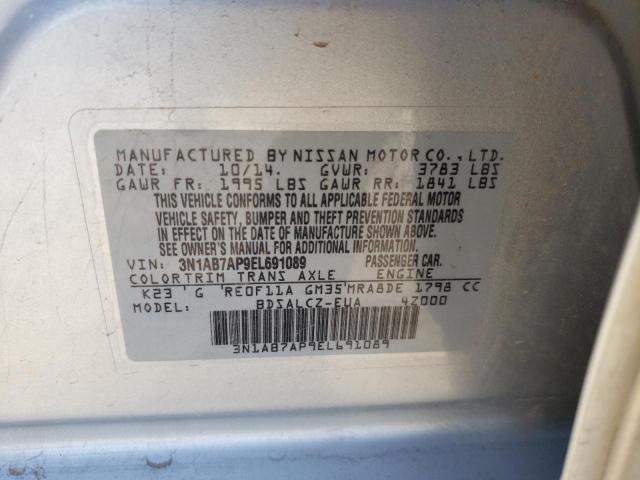 MANUFACTURED BY NISSAN MOTOR CO., LTD.
DATE: 10/14. GVWR: 3783 LBS
GAWR FR: 1995 LBS GAWR RR: 1841 LBS
THIS VEHICLE CONFORMS TO ALL APPLICABLE FEDERAL MOTOR
VEHICLE SAFETY, BUMPER AND THEFT PREVENTION STANDARDS
IN EFFECT ON THE DATE OF MANUFACTURE SHOWN ABOVE.
SEE OWNER'S MANUAL FOR ADDITIONAL INFORMATION.
VIN: 3N1AB7AP9EL691089 PASSENGER CAR.
COLOR TRIM TRANS AXLE ENGINE
K23 ' G 'RE0F11A GM35'MRA8DE 1798 CC
MODEL: BDSALCZ-EUA 4Z000
3N1AB7AP9EL691089